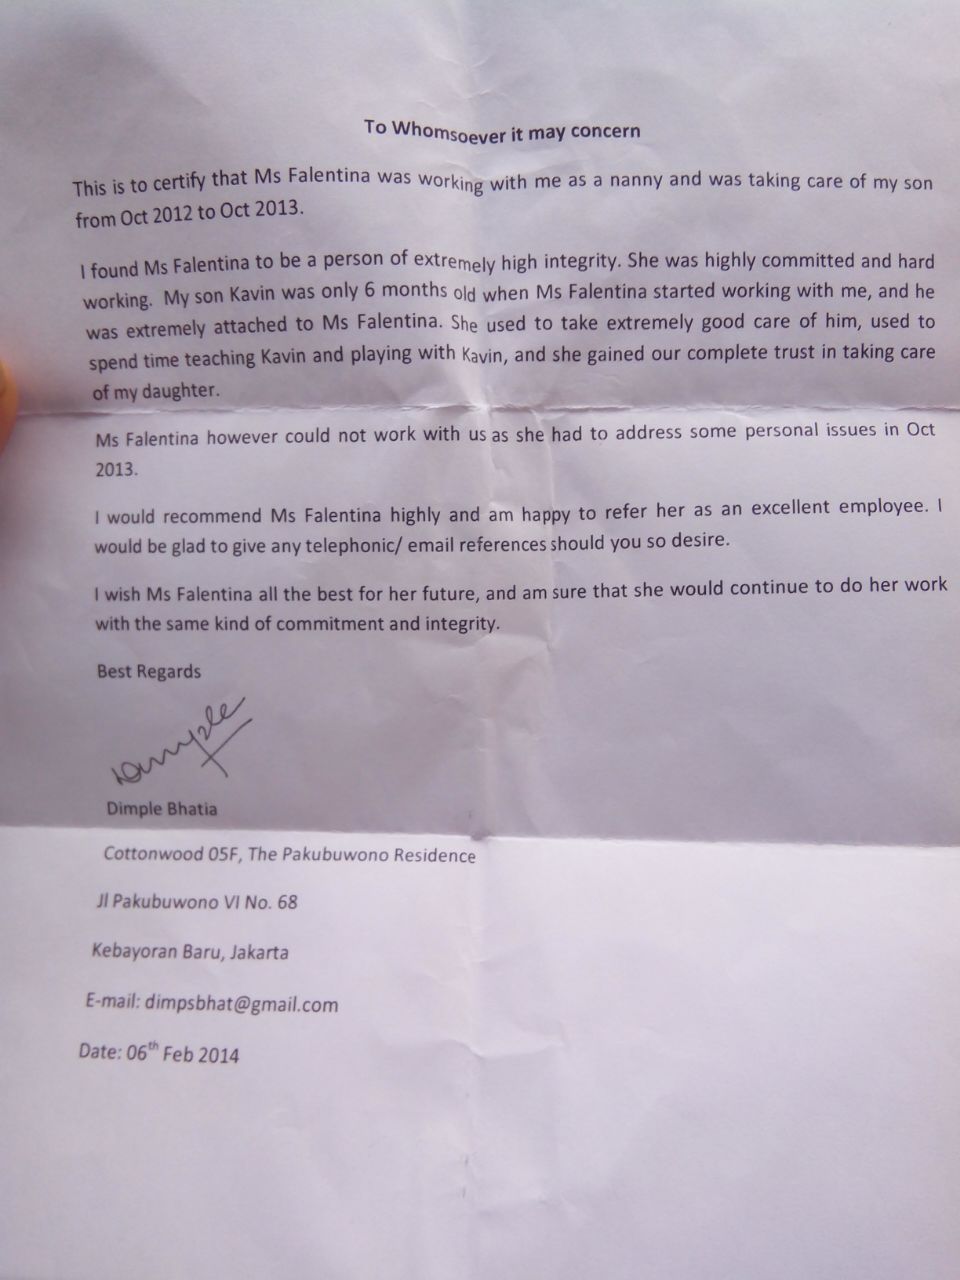 To Whomsoever it may concern
This is to certify that Ms Falentina was working with me as a nanny and was taking care of my son
from Oct 2012 to Oct 2013.
I found Ms Falentina to be a person of extremely high integrity. She was highly committed and hard
working. My son Kavin was only 6 months old when Ms Falentina started working with me, and he
was extremely attached to Ms Falentina. She used to take extremely good care of him, used to
spend time teaching Kavin and playing with Kavin, and she gained our complete trust in taking care
of my daughter.
Ms Falentina however could not work with us as she had to address some personal issues in Oct
2013.
I would recommend Ms Falentina highly and am happy to refer her as an excellent employee. I
would be glad to give any telephonic/ email references should you so desire.
I wish Ms Falentina all the best for her future, and am sure that she would continue to do her work
with the same kind of commitment and integrity.
Best Regards
Dimple
Dimple Bhatia
Cottonwood 05F, The Pakubuwono Residence
Jl Pakubuwono VI No. 68
Kebayoran Baru, Jakarta
E-mail: dimpsbhat@gmail.com
Date: 06th Feb 2014